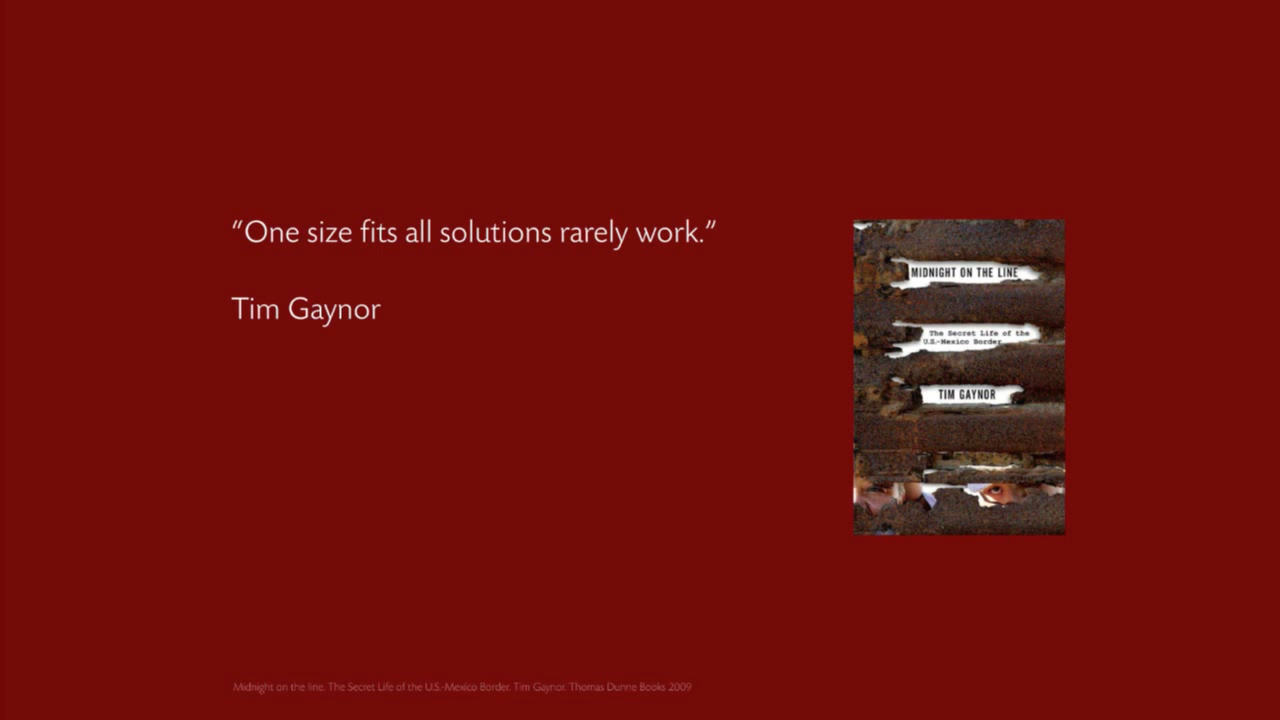 “One size fits all solutions rarely work.”
Tim Gaynor
MIDNIGHT ON THE LINE
The Secret Life of the
U.S.-Mexico Border
TIM GAYNOR
Midnight on the line. The Secret Life of the U.S.-Mexico Border. Tim Gaynor. Thomas Dunne Books 2009